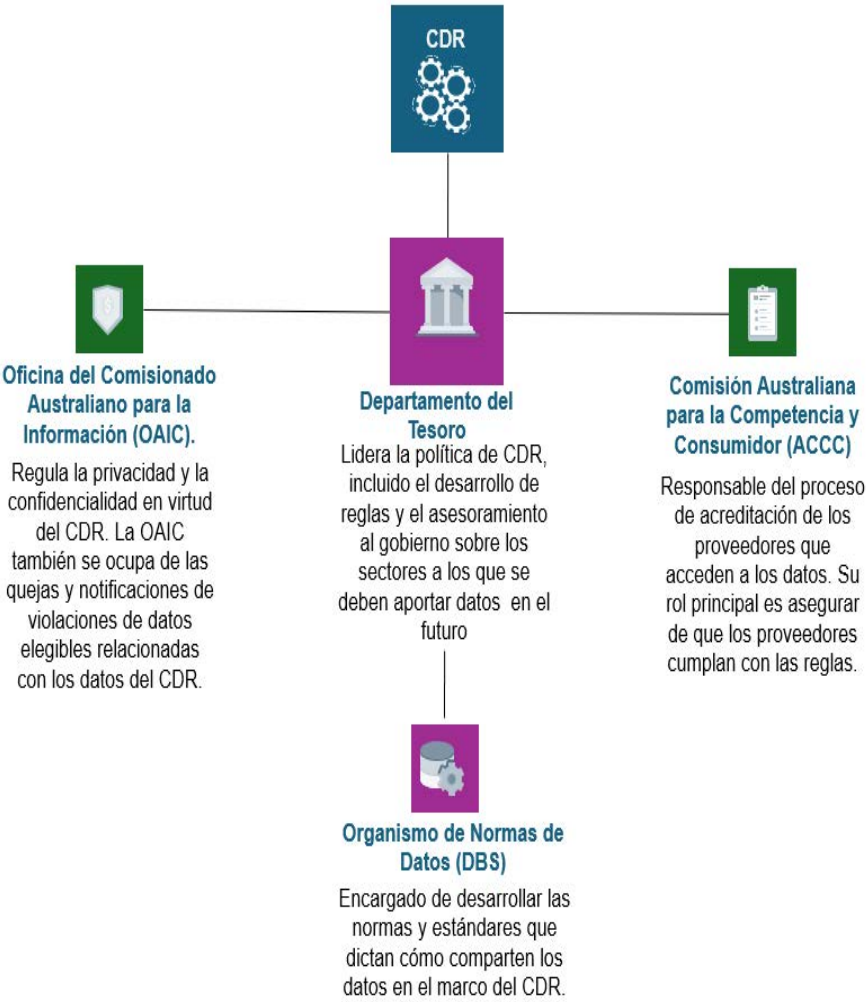 CDR
Oficina del Comisionado
Australiano para la
Información (OAIC).
Regula la privacidad y la
confidencialidad en virtud
del CDR. La OAIC
también se ocupa de las
quejas y notificaciones de
violaciones de datos
elegibles relacionadas
con los datos del CDR.
Departamento del
Tesoro
Lidera la política de CDR,
incluido el desarrollo de
reglas y el asesoramiento
al gobierno sobre los
sectores a los que se
deben aportar datos en el
futuro
Comisión Australiana
para la Competencia y
Consumidor (ACCC)
Responsable del proceso
de acreditación de los
proveedores que
acceden a los datos. Su
rol principal es asegurar
de que los proveedores
cumplan con las reglas.
Organismo de Normas de
Datos (DBS)
Encargado de desarrollar las
normas y estándares que
dictan cómo comparten los
datos en el marco del CDR.